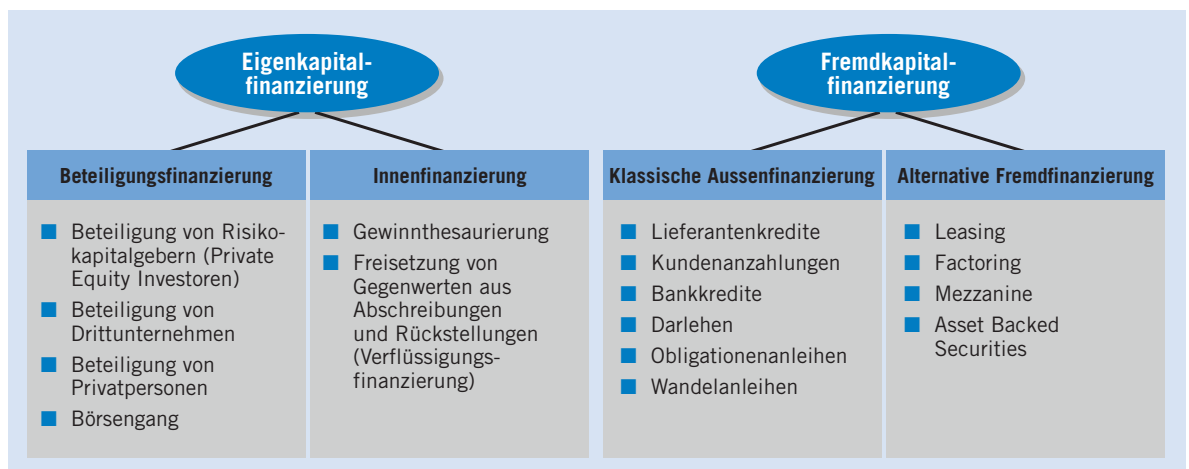 Eigenkapital-
finanzierung
Fremdkapital-
finanzierung
Beteiligungsfinanzierung
■ Beteiligung von Risiko-
kapitalgebern (Private
Equity Investoren)
■ Beteiligung von
Drittunternehmen
■ Beteiligung von
Privatpersonen
■ Börsengang
Innenfinanzierung
■ Gewinnthesaurierung
■ Freisetzung von
Gegenwerten aus
Abschreibungen
und Rückstellungen
(Verflüssigungs-
finanzierung)
Klassische Aussenfinanzierung
■ Lieferantenkredite
■ Kundenanzahlungen
■ Bankkredite
■ Darlehen
■ Obligationenanleihen
■ Wandelanleihen
Alternative Fremdfinanzierung
■ Leasing
■ Factoring
■ Mezzanine
■ Asset Backed
Securities